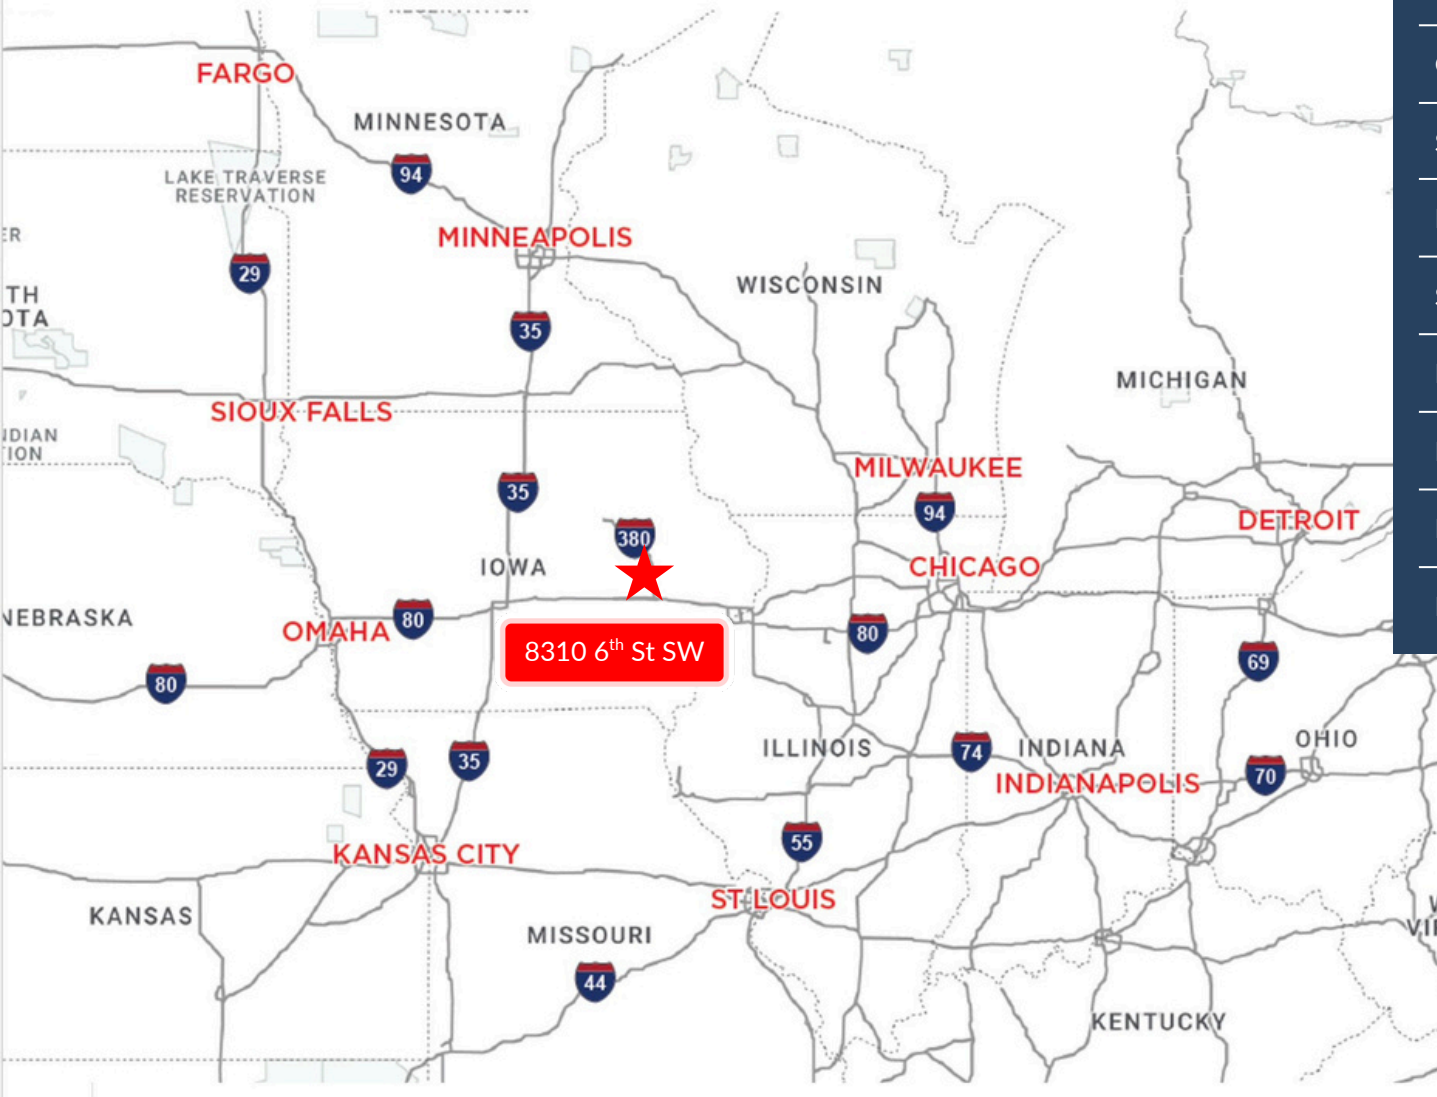 FARGO
MINNESOTA
94
LAKE TRAVERSE
RESERVATION
MINNEAPOLIS
29
WISCONSIN
35
MICHIGAN
SIOUX FALLS
MILWAUKEE
35
94
DETROIT
380
IOWA
CHICAGO
NEBRASKA
80
OMAHA
80
8310 6th St SW
69
80
ILLINOIS
74
INDIANA
OHIO
29
35
INDIANAPOLIS
70
55
KANSAS CITY
ST LOUIS
KANSAS
MISSOURI
44
KENTUCKY